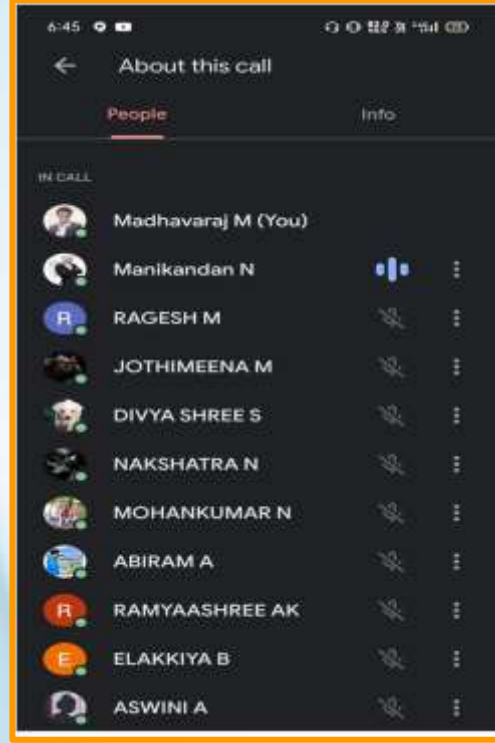 6:45
About this call
People Info
IN CALL
Madhavaraj M (You)
Manikandan N
R RAGESH M
JOTHIMEENA M
DIVYA SHREE S
NAKSHATRA N
MOHANKUMAR N
ABIRAM A
R RAMYAASHREE AK
E ELAKKIYA B
ASWINI A